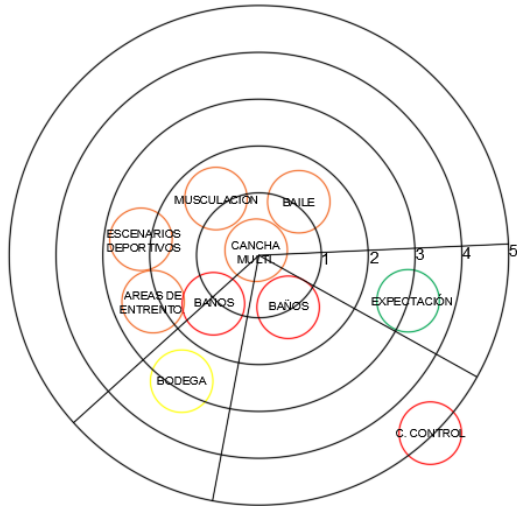 MUSCULACIÓN
BAILE
ESCENARIOS
DEPORTIVOS
CANCHA
MULTI
1
2
3
4
5
AREAS DE
ENTRENTO
BAÑOS
BAÑOS
EXPECTACIÓN
BODEGA
C. CONTROL